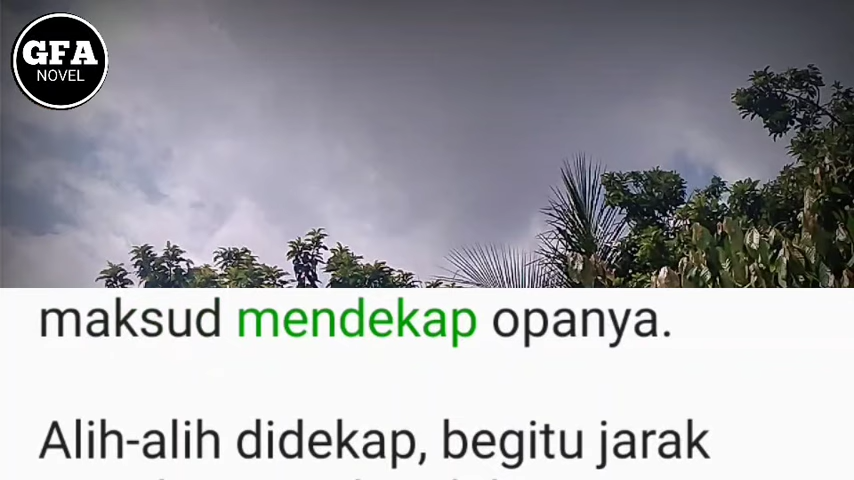 GFA
NOVEL
maksud mendekap opanya.
Alih-alih didekap, begitu jarak